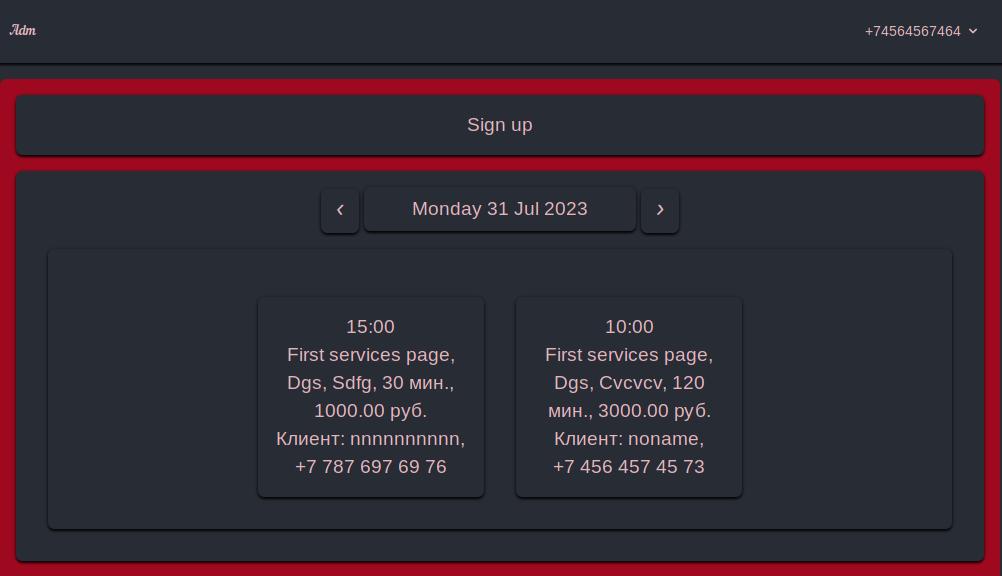 Adm
+74564567464
Sign up
Monday 31 Jul 2023
15:00
First services page,
Dgs, Sdfg, 30 мин.,
1000.00 руб.
Клиент: nnnnnnnnnn,
+7 787 697 69 76
10:00
First services page,
Dgs, Cvcvcv, 120
мин., 3000.00 руб.
Клиент: noname,
+7 456 457 45 73